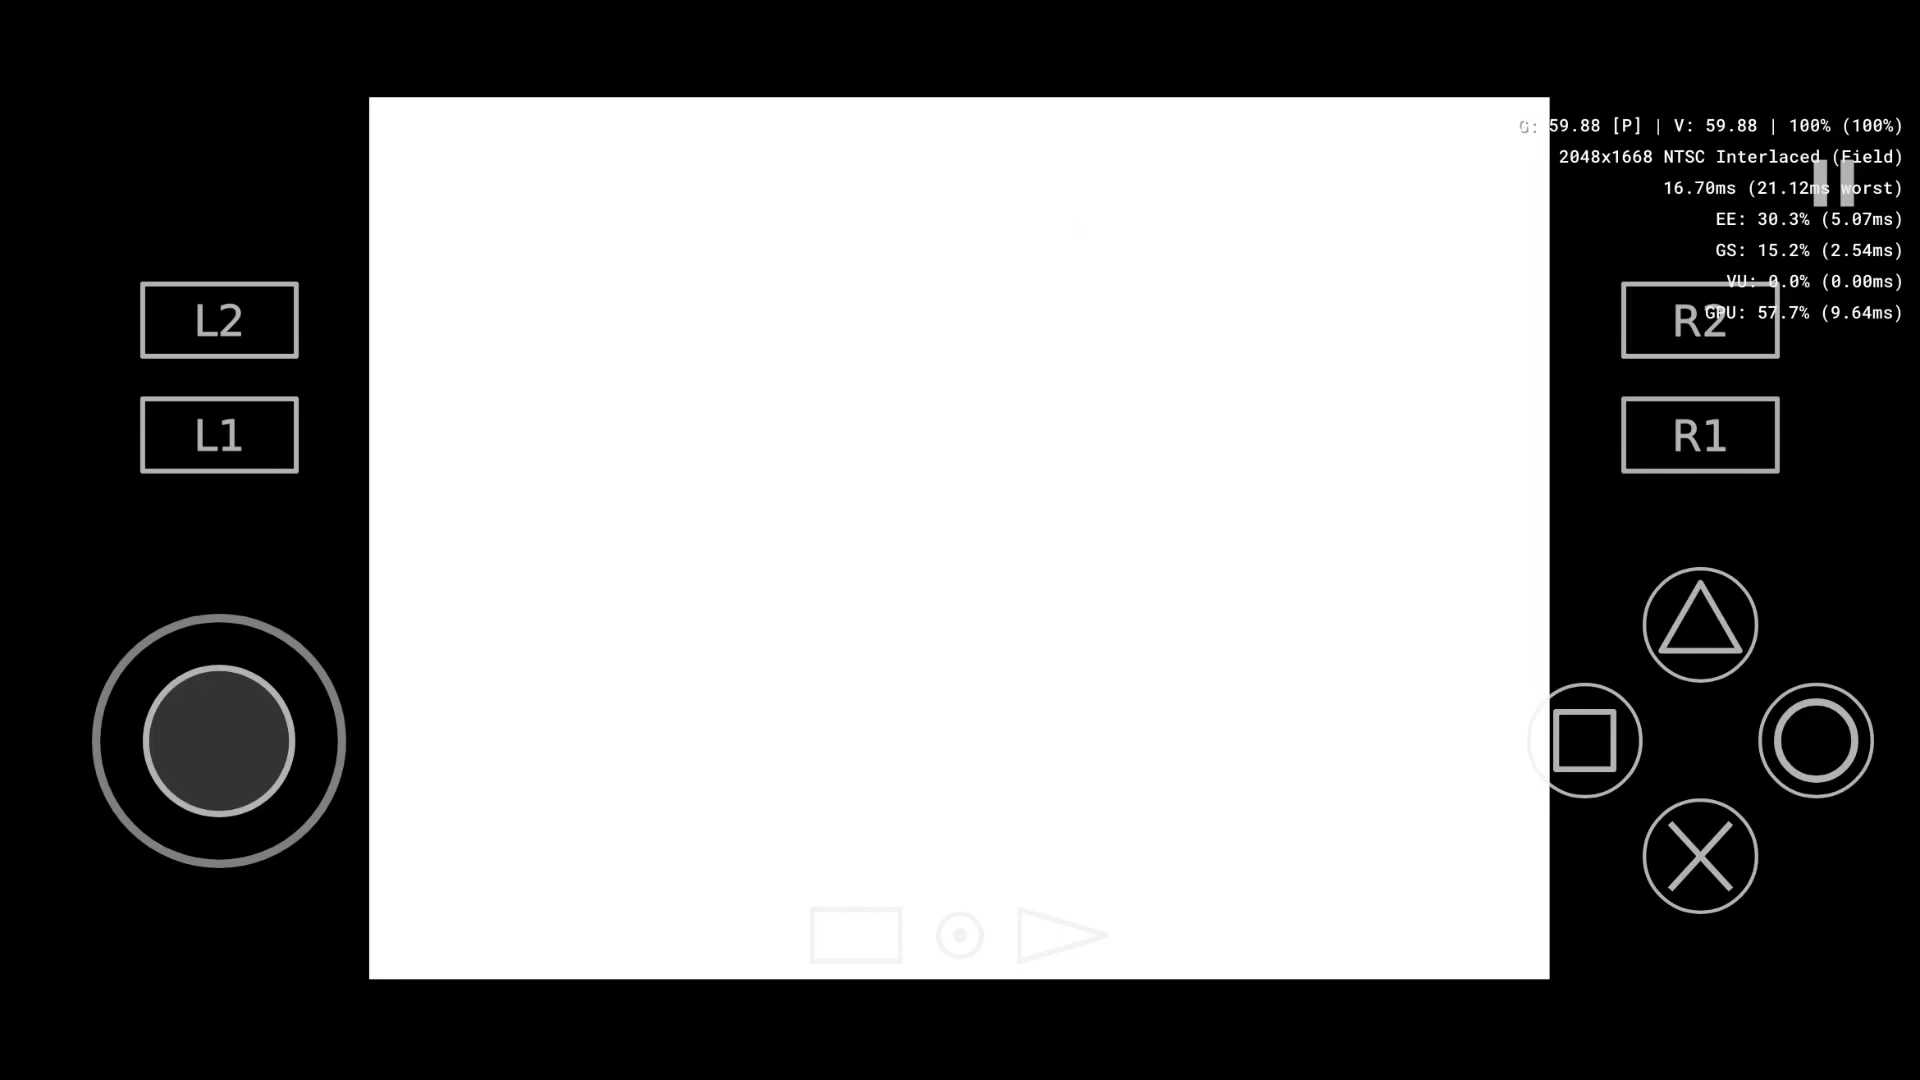 G: 59.88 [P] | V: 59.88 | 100% (100%)
2048x1668 NTSC Interlaced (Field)
16.70ms (21.12ms worst)
EE: 30.3% (5.07ms)
GS: 15.2% (2.54ms)
VU: 0.0% (0.00ms)
GPU: 57.7% (9.64ms)
L2
R2
L1
R1